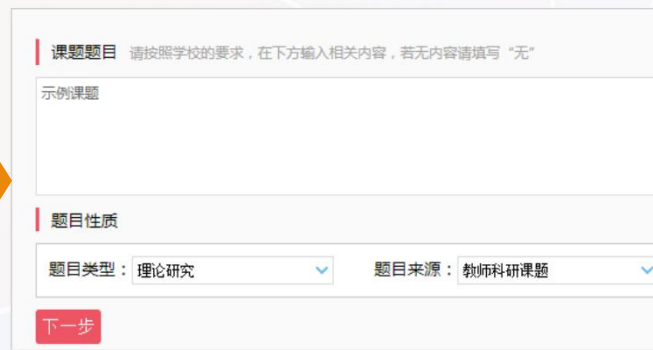 课题题目 请按照学校的要求，在下方输入相关内容，若无内容请填写“无”
示例课题
题目性质
题目类型：理论研究 题目来源：教师科研课题
下一步